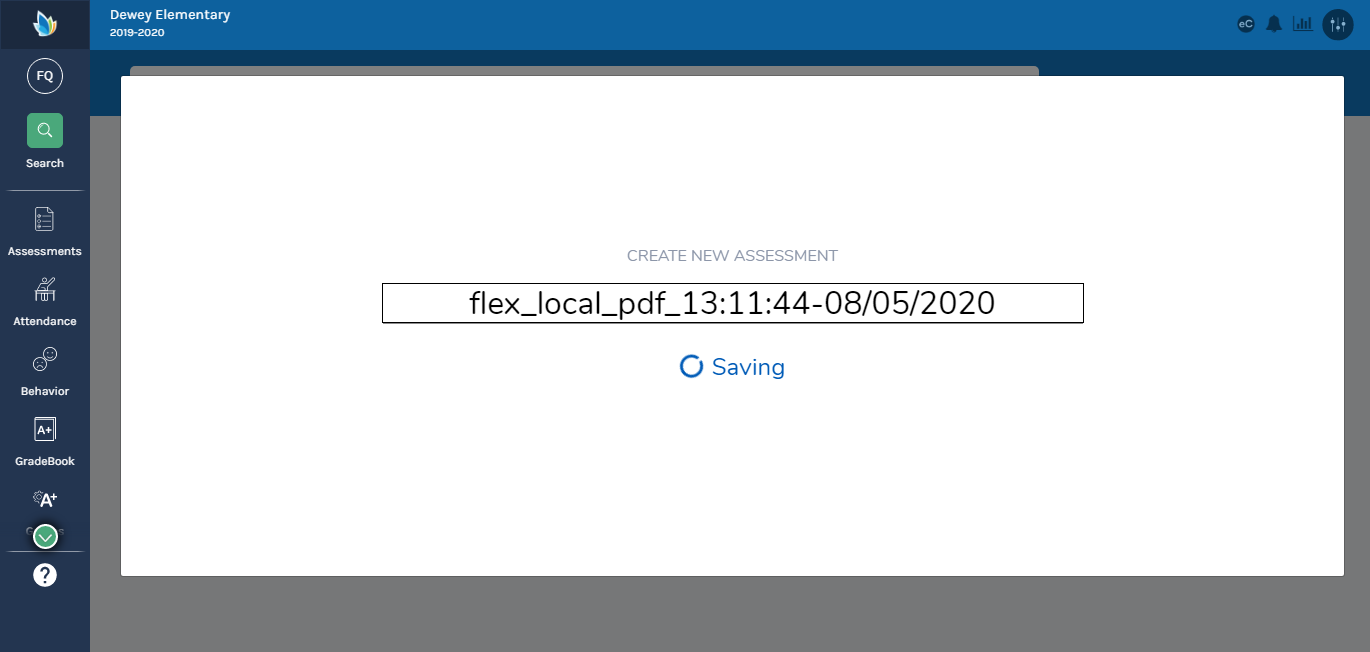 Dewey Elementary
2019-2020
eC
FQ
Search
Assessments
Attendance
Behavior
A+
GradeBook
A+
?
CREATE NEW ASSESSMENT
flex_local_pdf_13:11:44-08/05/2020
Saving